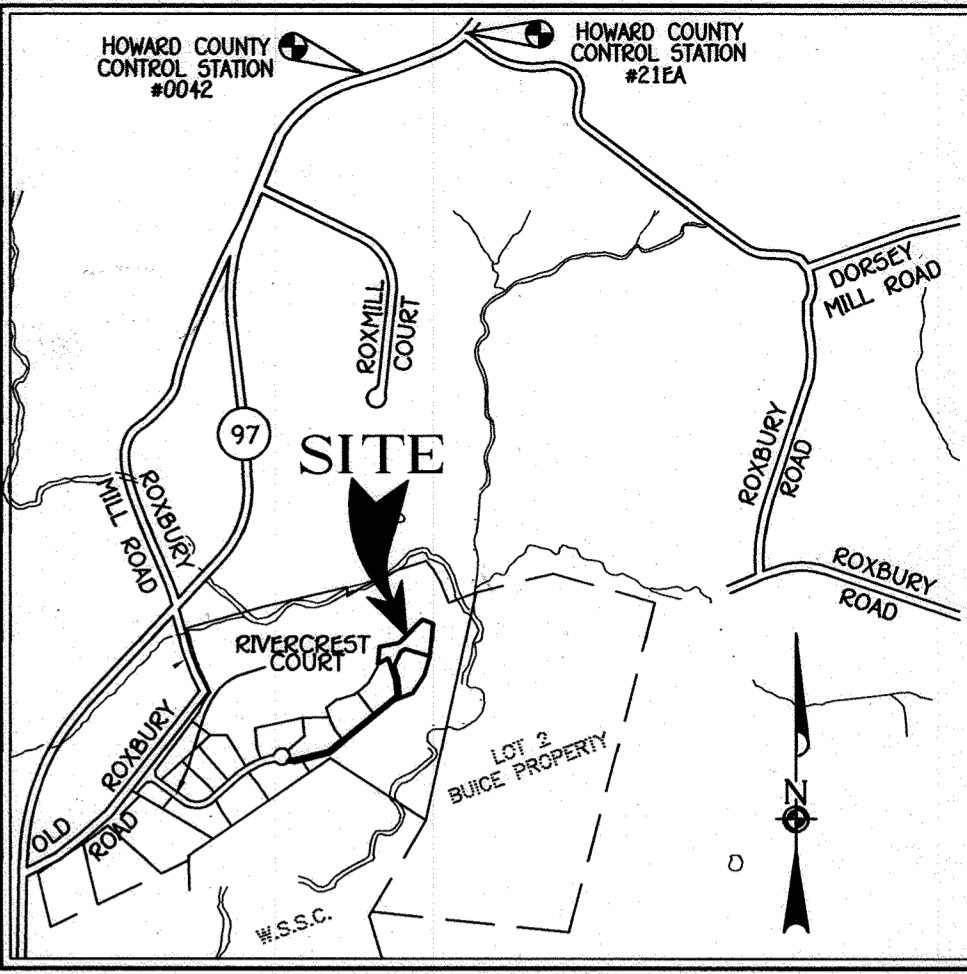 HOWARD COUNTY
CONTROL STATION
#0042
HOWARD COUNTY
CONTROL STATION
#21EA
DORSEY
MILL ROAD
ROXMILL
COURT
97
SITE
ROXBURY
ROAD
ROXBURY
MILL ROAD
ROXBURY
ROAD
RIVERCREST
COURT
OLD ROXBURY
ROAD
LOT 2
BUICE PROPERTY
N
W.S.S.C.